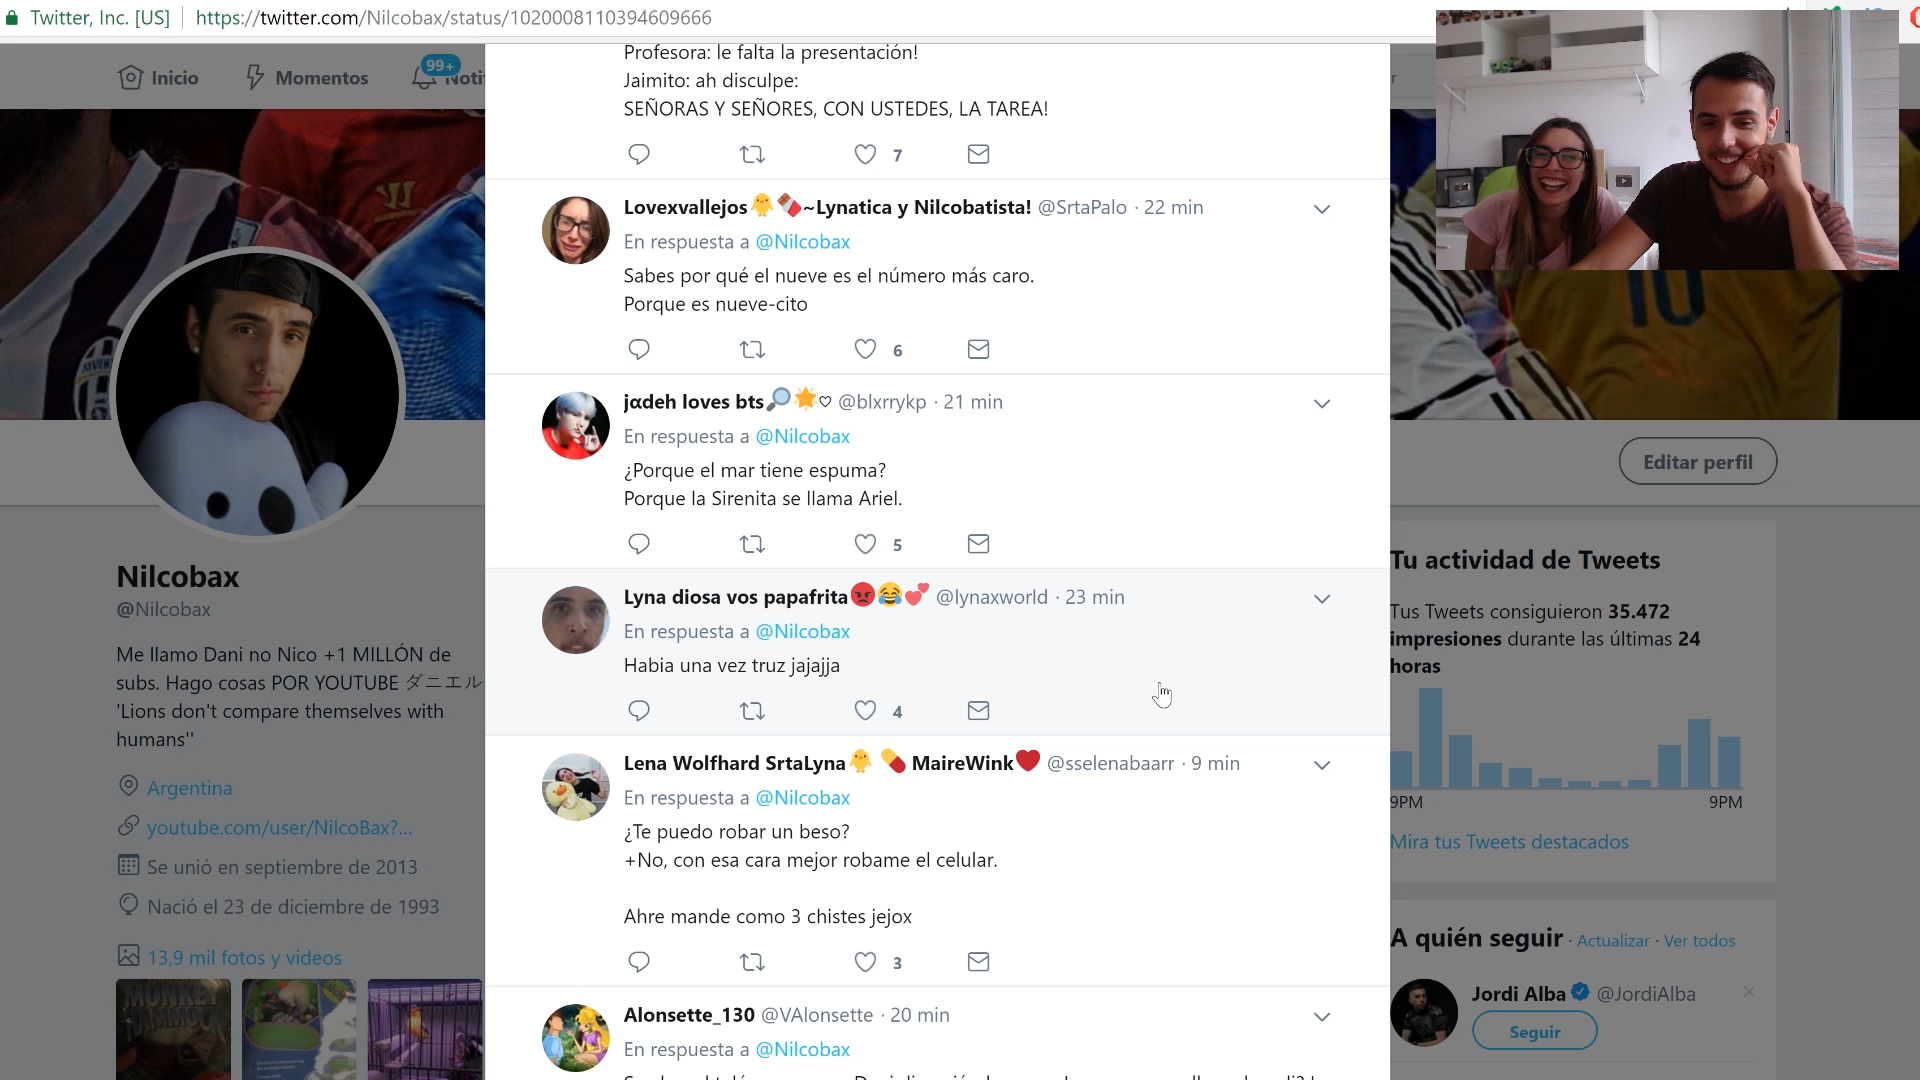 Twitter, Inc. [US]
https://twitter.com/Nilcobax/status/1020008110394609666
Inicio
Momentos
99+
Noti
Profesora: le falta la presentación!
Jaimito: ah disculpe:
SEÑORAS Y SEÑORES, CON USTEDES, LA TAREA!
7
Lovexvallejos ~Lynatica y Nilcobatista! @SrtaPalo · 22 min
En respuesta a @Nilcobax
Sabes por qué el nueve es el número más caro.
Porque es nueve-cito
6
jαdeh loves bts @blxrrykp · 21 min
En respuesta a @Nilcobax
¿Porque el mar tiene espuma?
Porque la Sirenita se llama Ariel.
5
Lyna diosa vos papafrita @lynaxworld · 23 min
En respuesta a @Nilcobax
Habia una vez truz jajajja
4
Lena Wolfhard SrtaLyna MaireWink @sselenabaarr · 9 min
En respuesta a @Nilcobax
¿Te puedo robar un beso?
+No, con esa cara mejor robame el celular.
Ahre mande como 3 chistes jejox
3
Alonsette_130 @VAlonsette · 20 min
En respuesta a @Nilcobax
Nilcobax
@Nilcobax
Me llamo Dani no Nico +1 MILLÓN de
subs. Hago cosas POR YOUTUBE ダニエル
'Lions don't compare themselves with
humans''
Argentina
youtube.com/user/NilcoBax?...
Se unió en septiembre de 2013
Nació el 23 de diciembre de 1993
13,9 mil fotos y videos
MONKEY
JAMMOCK
r
10
Editar perfil
Tu actividad de Tweets
Tus Tweets consiguieron 35.472
impresiones durante las últimas 24
horas
9PM
9PM
Mira tus Tweets destacados
A quién seguir · Actualizar · Ver todos
Jordi Alba @JordiAlba
Seguir